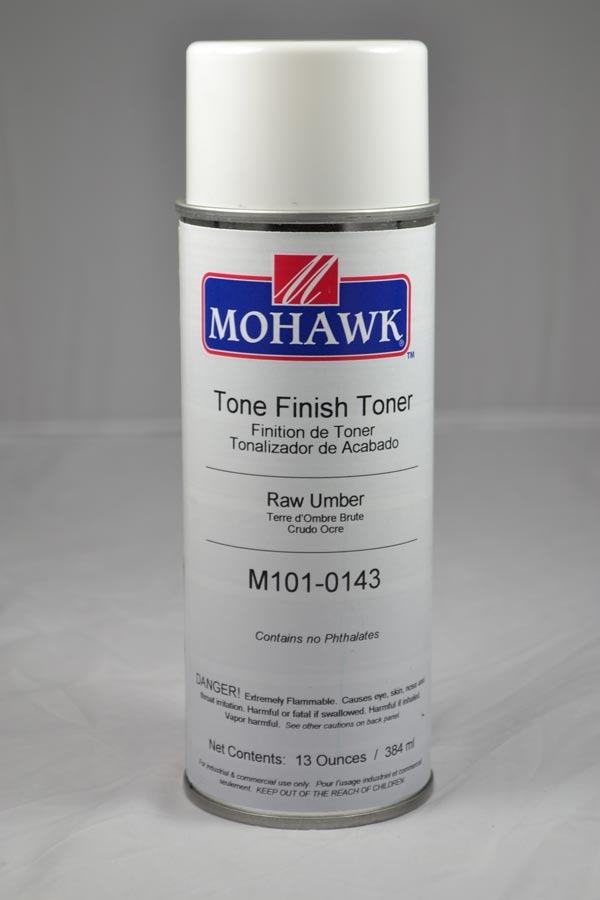 M
MOHAWK®
™
Tone Finish Toner
Finition de Toner
Tonalizador de Acabado
Raw Umber
Terre d'Ombre Brute
Crudo Ocre
M101-0143
Contains no Phthalates
DANGER! Extremely Flammable. Causes eye, skin, nose and
throat irritation. Harmful or fatal if swallowed. Harmful if inhaled.
Vapor harmful. See other cautions on back panel.
Net Contents: 13 Ounces / 384 ml
For industrial & commercial use only. Pour l'usage industriel et commercial
seulement. KEEP OUT OF THE REACH OF CHILDREN.